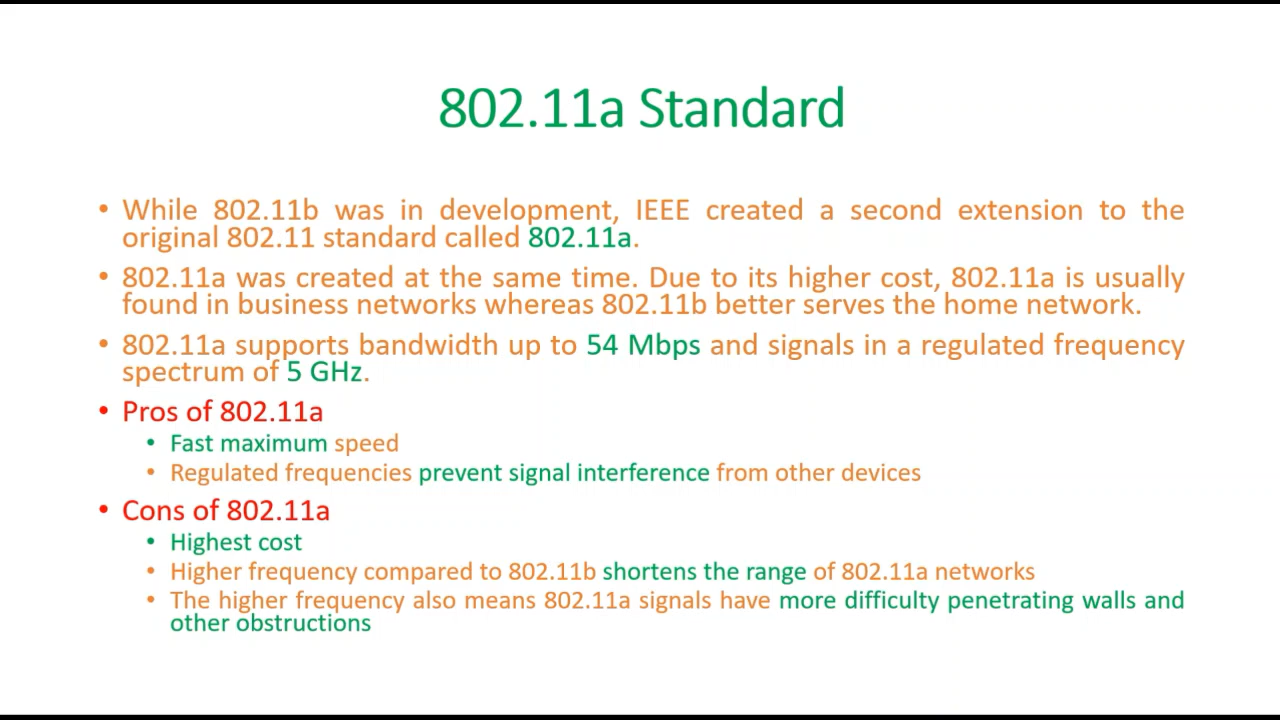 802.11a Standard
• While 802.11b was in development, IEEE created a second extension to the
original 802.11 standard called 802.11a.
• 802.11a was created at the same time. Due to its higher cost, 802.11a is usually
found in business networks whereas 802.11b better serves the home network.
• 802.11a supports bandwidth up to 54 Mbps and signals in a regulated frequency
spectrum of 5 GHz.
• Pros of 802.11a
• Fast maximum speed
• Regulated frequencies prevent signal interference from other devices
• Cons of 802.11a
• Highest cost
• Higher frequency compared to 802.11b shortens the range of 802.11a networks
• The higher frequency also means 802.11a signals have more difficulty penetrating walls and
other obstructions